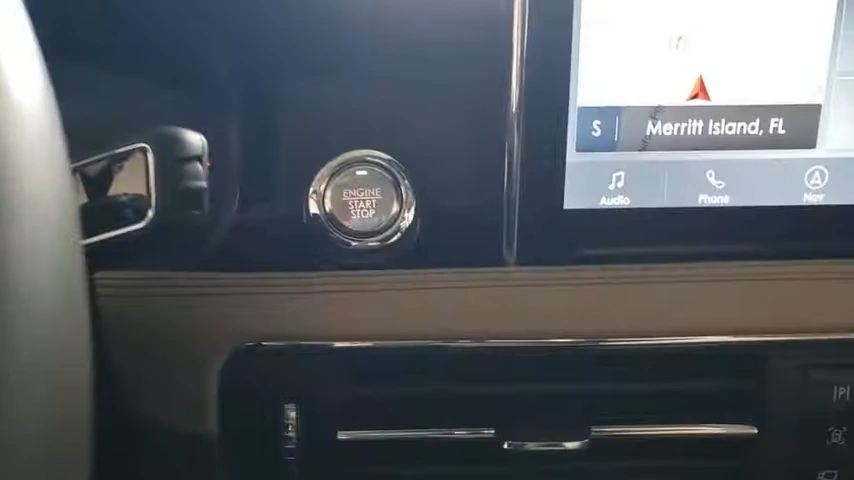 ENGINE
START
STOP
S
Merritt Island, FL
Audio
Phone
Nav
P